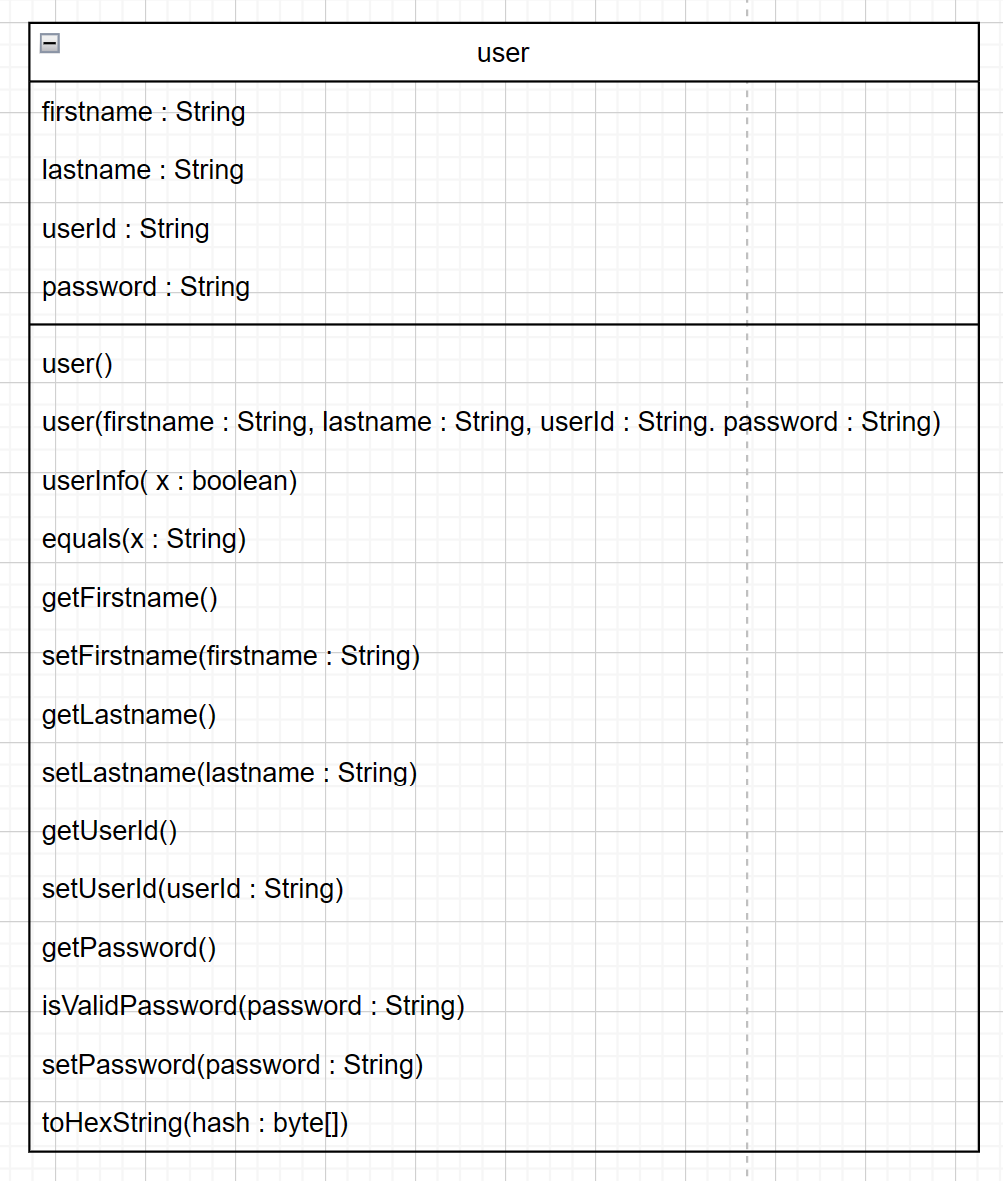 user
firstname : String
lastname : String
userId : String
password : String
user()
user(firstname : String, lastname : String, userId : String. password : String)
userInfo( x : boolean)
equals(x : String)
getFirstname()
setFirstname(firstname : String)
getLastname()
setLastname(lastname : String)
getUserId()
setUserId(userId : String)
getPassword()
isValidPassword(password : String)
setPassword(password : String)
toHexString(hash : byte[])